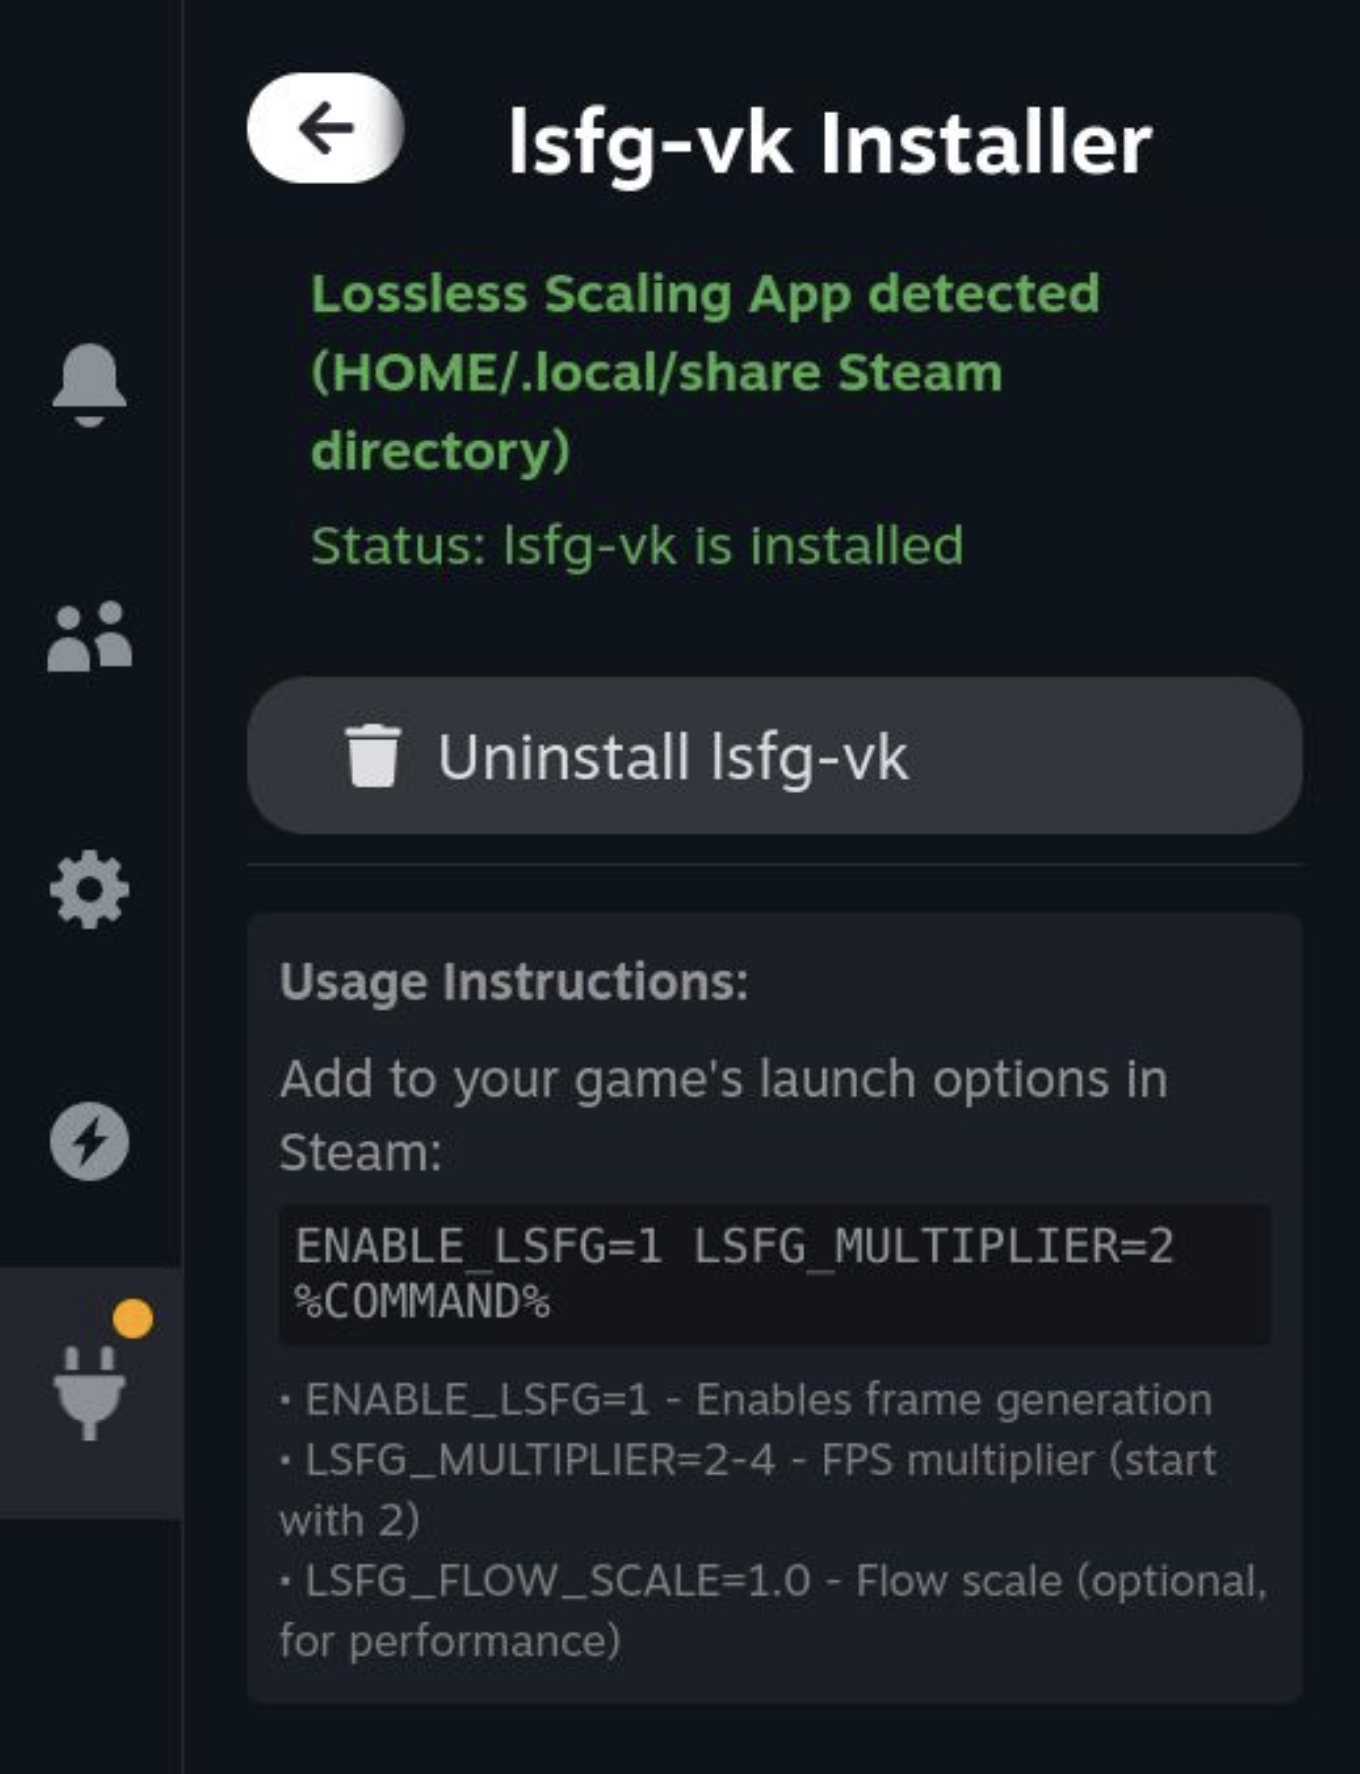 lsfg-vk Installer
Lossless Scaling App detected
(HOME/.local/share Steam
directory)
Status: lsfg-vk is installed
Uninstall lsfg-vk
Usage Instructions:
Add to your game's launch options in
Steam:
ENABLE_LSFG=1 LSFG_MULTIPLIER=2
%COMMAND%
• ENABLE_LSFG=1 - Enables frame generation
• LSFG_MULTIPLIER=2-4 - FPS multiplier (start
with 2)
• LSFG_FLOW_SCALE=1.0 - Flow scale (optional,
for performance)